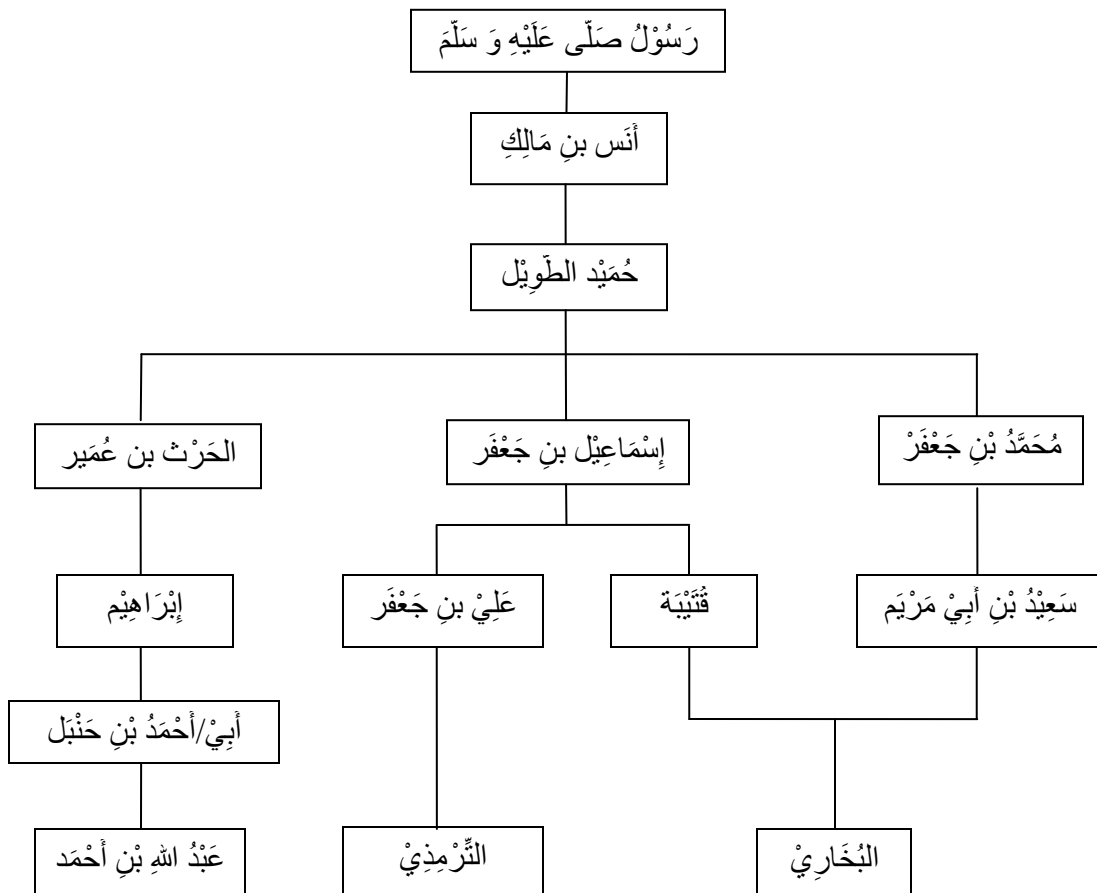 رَسُوْلُ صَلّى عَلَيْهِ وَ سَلّمَ
أَنَس بنِ مَالِكِ
حُمَيْد الطّوِيْل
مُحَمَّدُ بْنِ جَعْفَرْ
إِسْمَاعِيْل بنِ جَعْفَر
الحَرْث بن عُمَير
سَعِيْدُ بْنِ أَبِيْ مَرْيَم
قُتَيْبَة
عَلِيْ بنِ جَعْفَر
إِبْرَاهِيْم
أَبِيْ/أَحْمَدُ بْنِ حَنْبَل
البُخَارِيْ
التِّرْمِذِيْ
عَبْدُ اللهِ بْنِ أَحْمَد